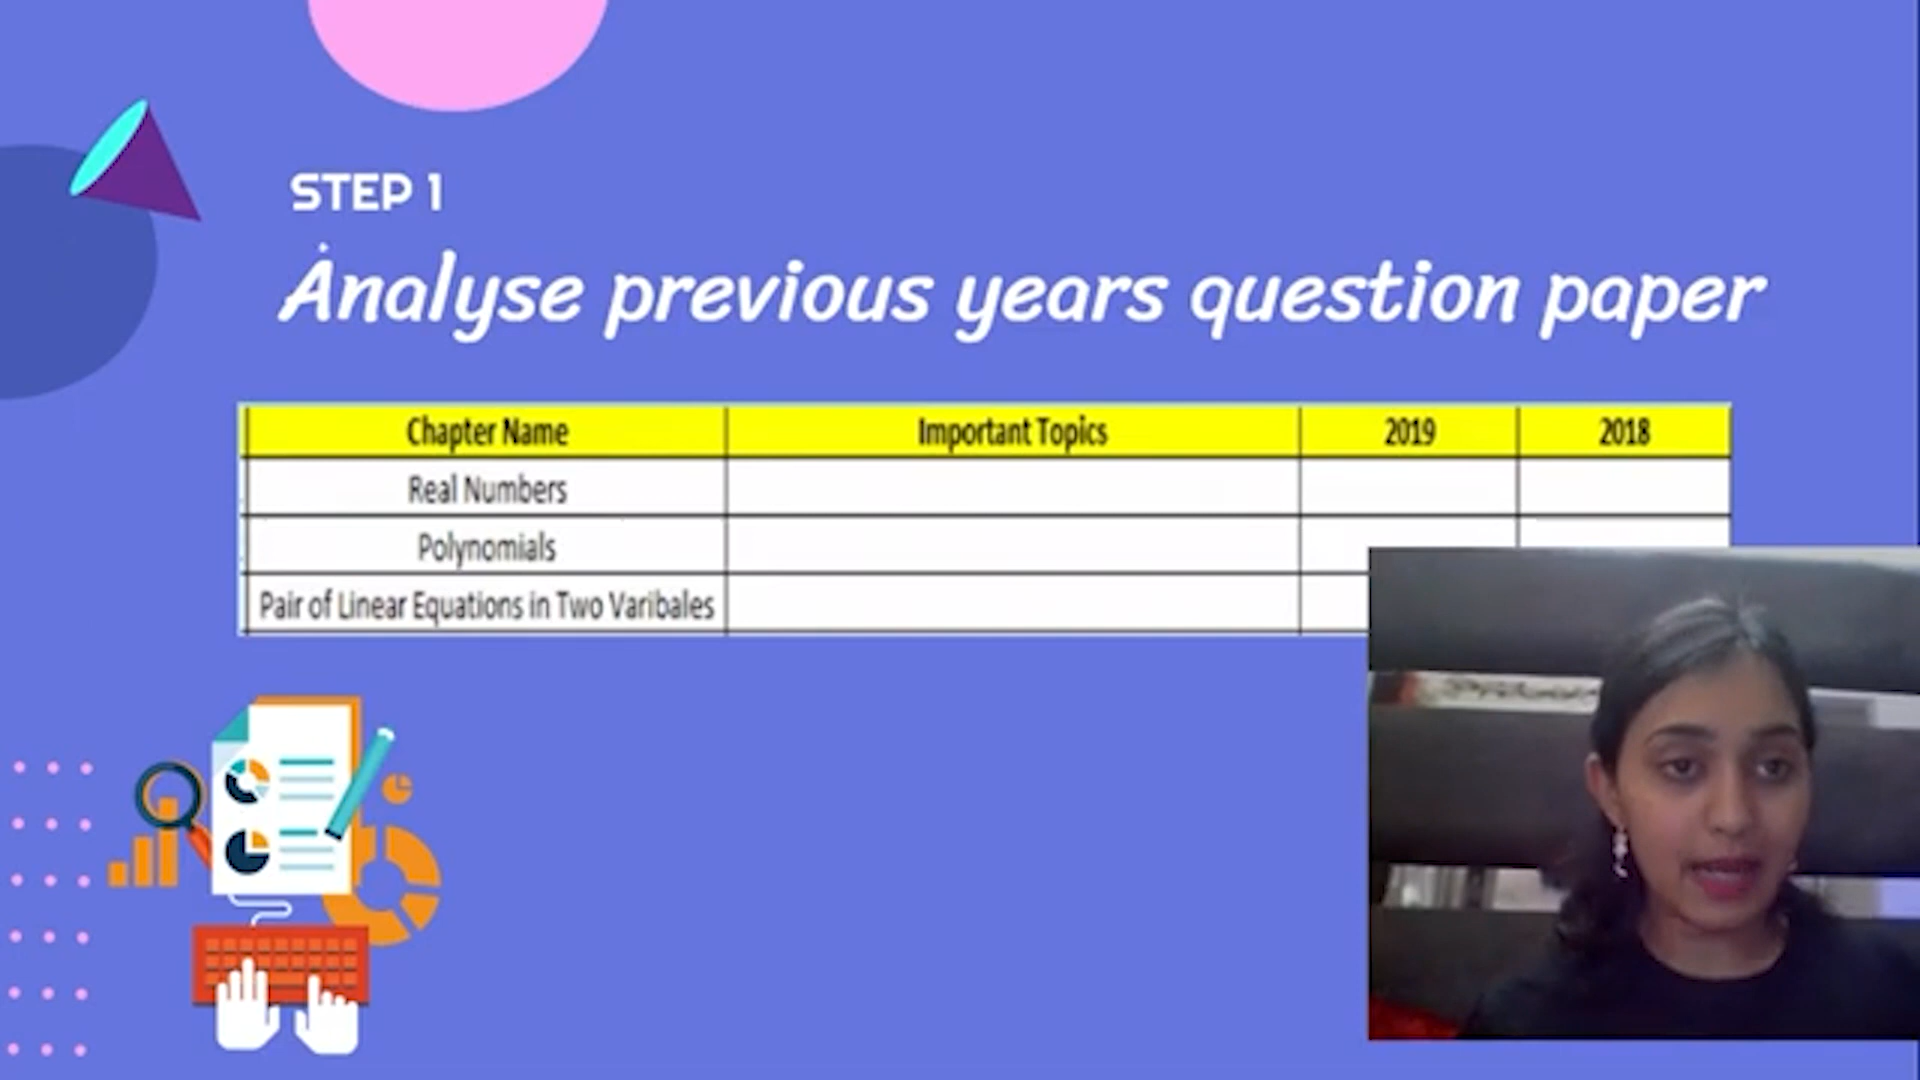 STEP 1
Analyse previous years question paper
Chapter Name Important Topics 2019 2018
Real Numbers
Polynomials
Pair of Linear Equations in Two Varibales